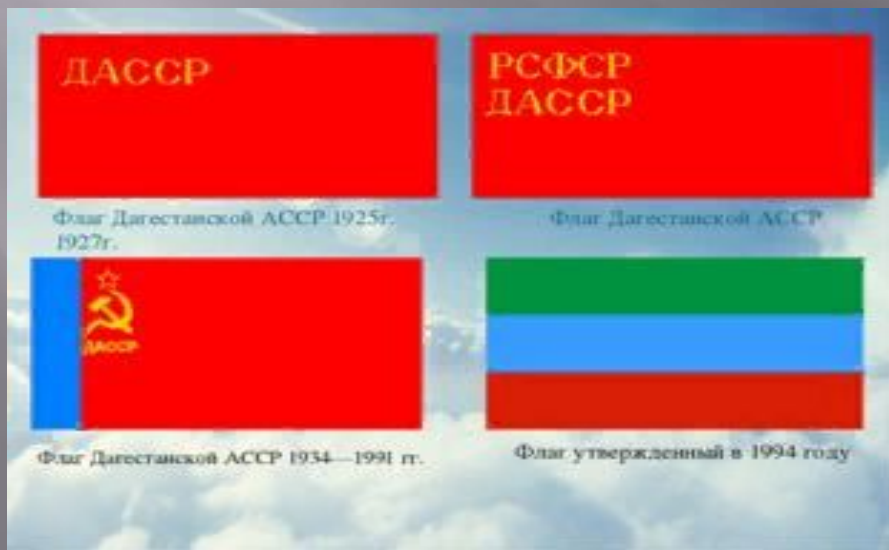 ДАССР
РСФСР
ДАССР
Флаг Дагестанской АССР 1925г.
1927г.
Флаг Дагестанской АССР
ДАССР
Флаг Дагестанской АССР 1934—1991 гг.
Флаг утвержденный в 1994 году